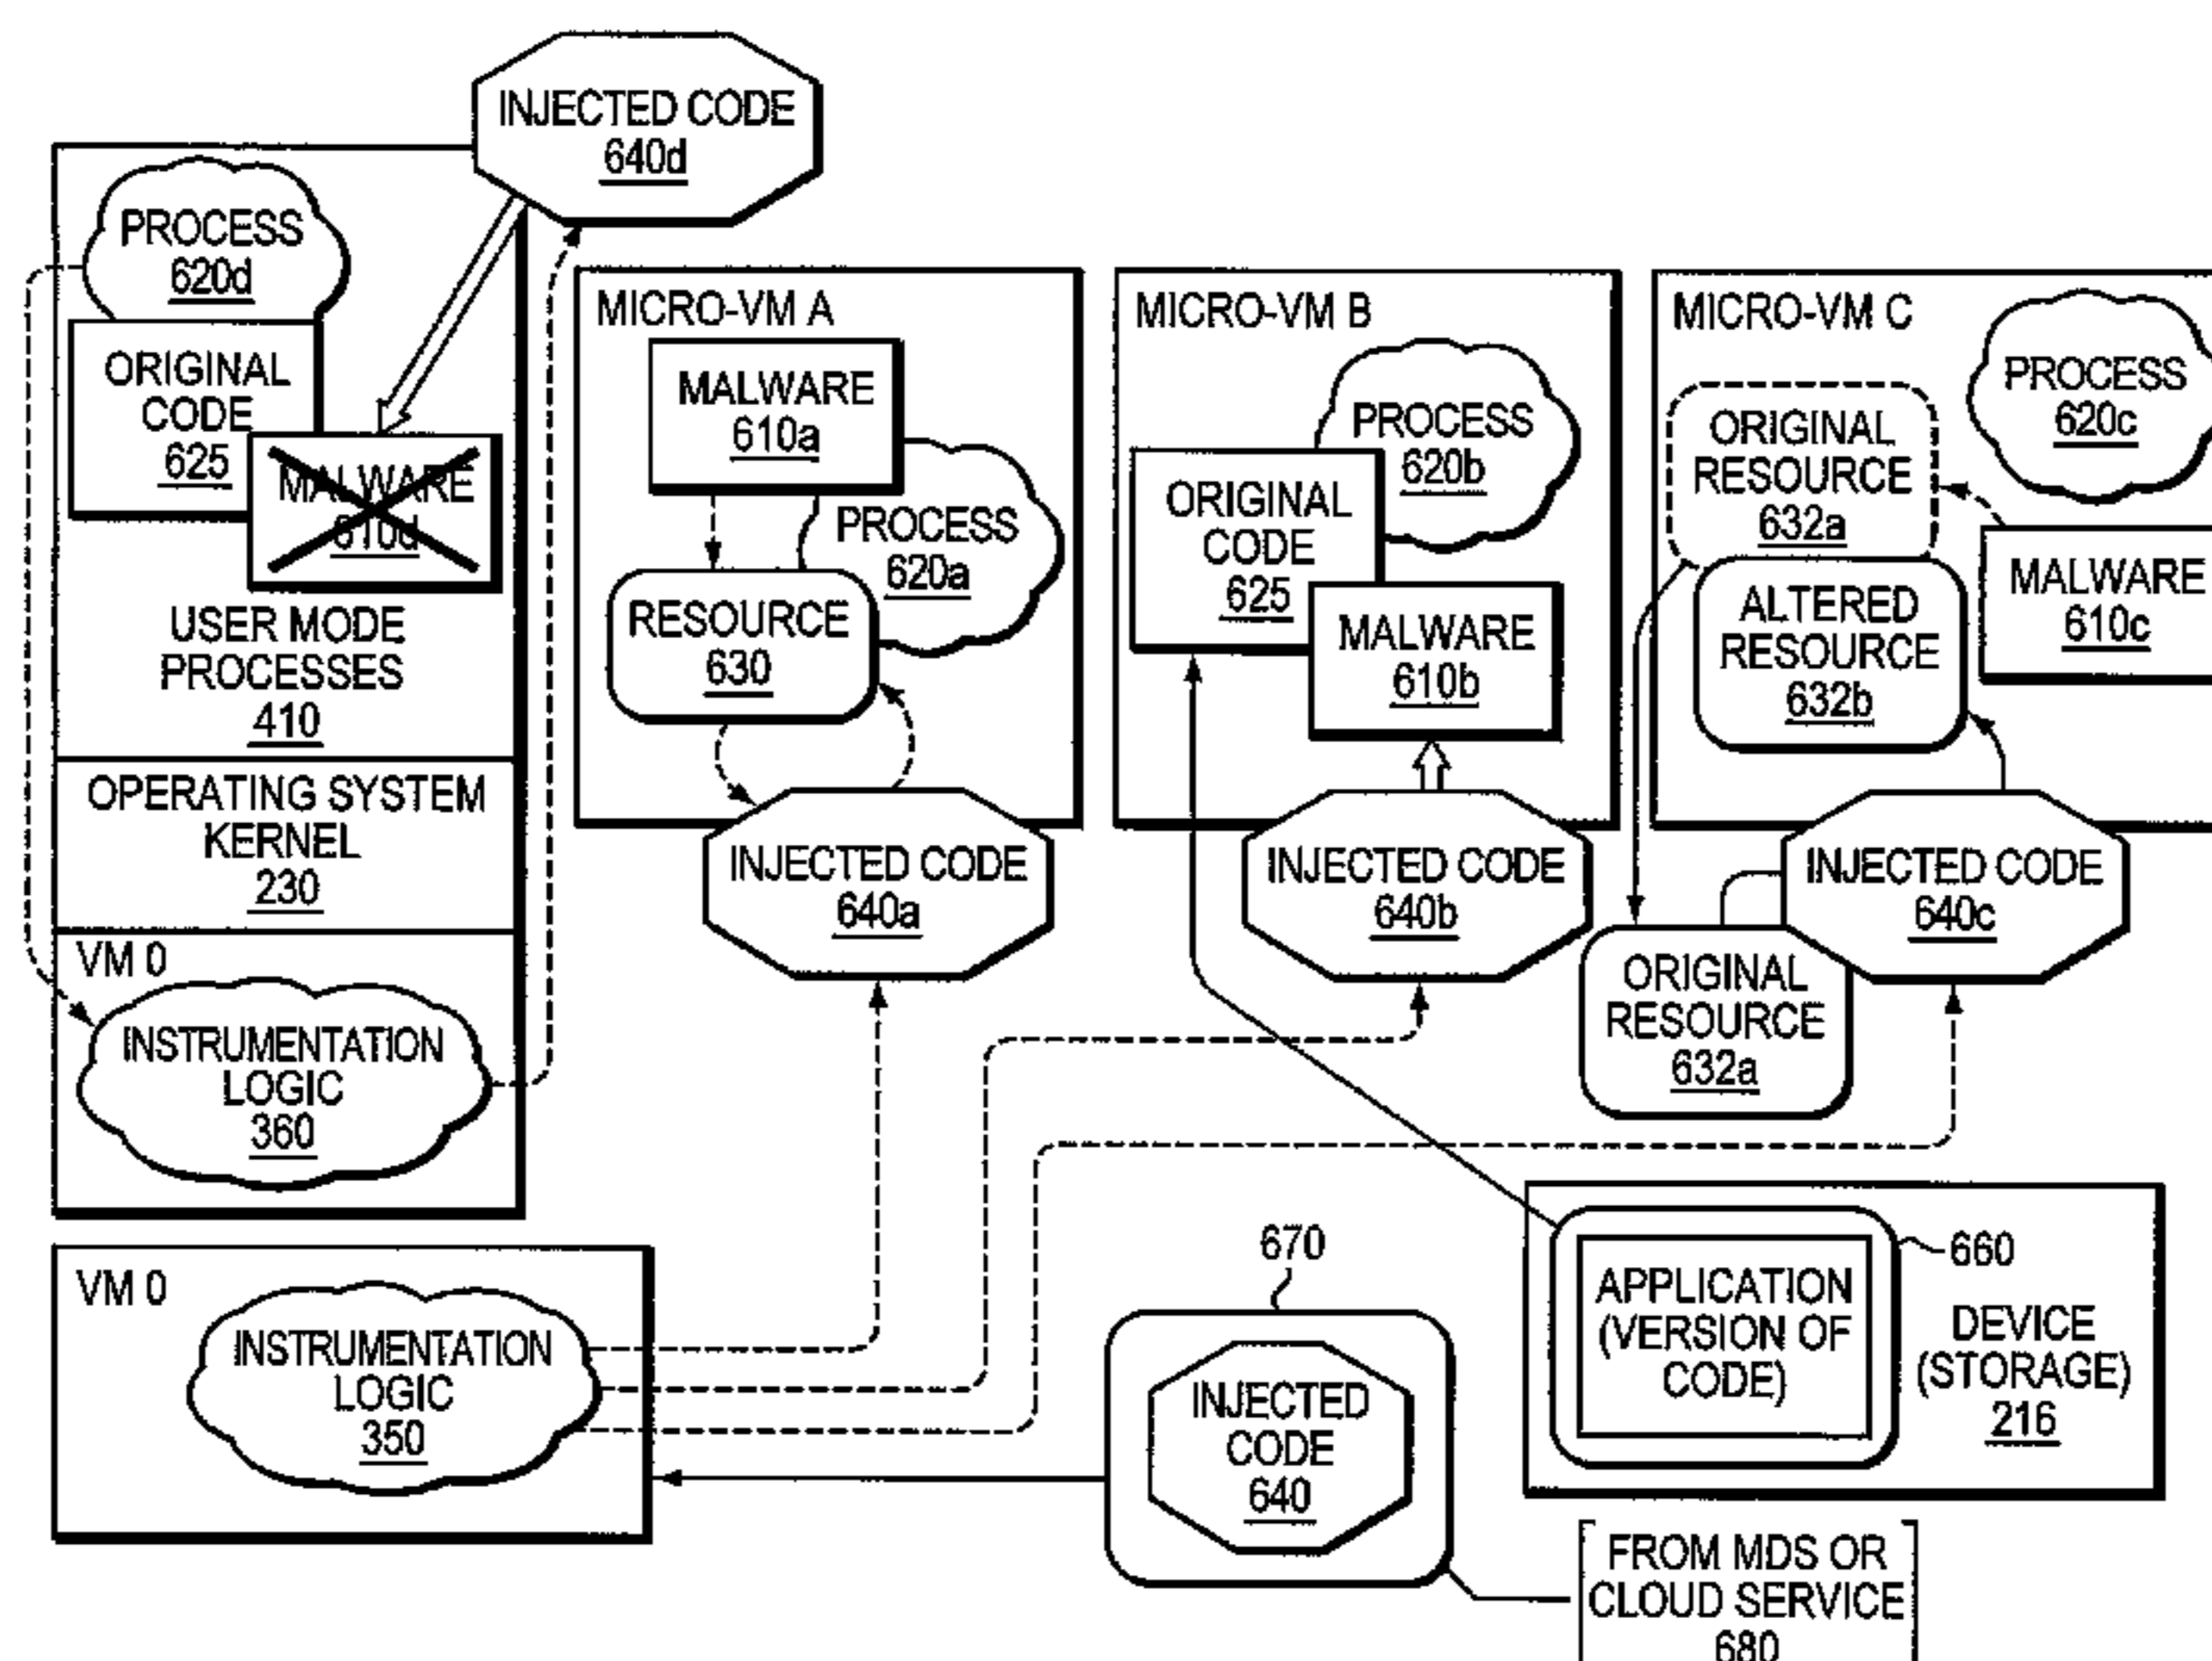 INJECTED CODE
640d
PROCESS
620d
ORIGINAL
CODE
625
MALWARE
610d
USER MODE
PROCESSES
410
OPERATING SYSTEM
KERNEL
230
VM 0
INSTRUMENTATION
LOGIC
360
MICRO-VM A
MALWARE
610a
PROCESS
620a
RESOURCE
630
INJECTED CODE
640a
MICRO-VM B
PROCESS
620b
ORIGINAL
CODE
625
MALWARE
610b
INJECTED CODE
640b
MICRO-VM C
PROCESS
620c
ORIGINAL
RESOURCE
632a
MALWARE
610c
ALTERED
RESOURCE
632b
INJECTED CODE
640c
ORIGINAL
RESOURCE
632a
VM 0
INSTRUMENTATION
LOGIC
350
670
INJECTED
CODE
640
660
APPLICATION
(VERSION OF
CODE)
DEVICE
(STORAGE)
216
FROM MDS OR
CLOUD SERVICE
680